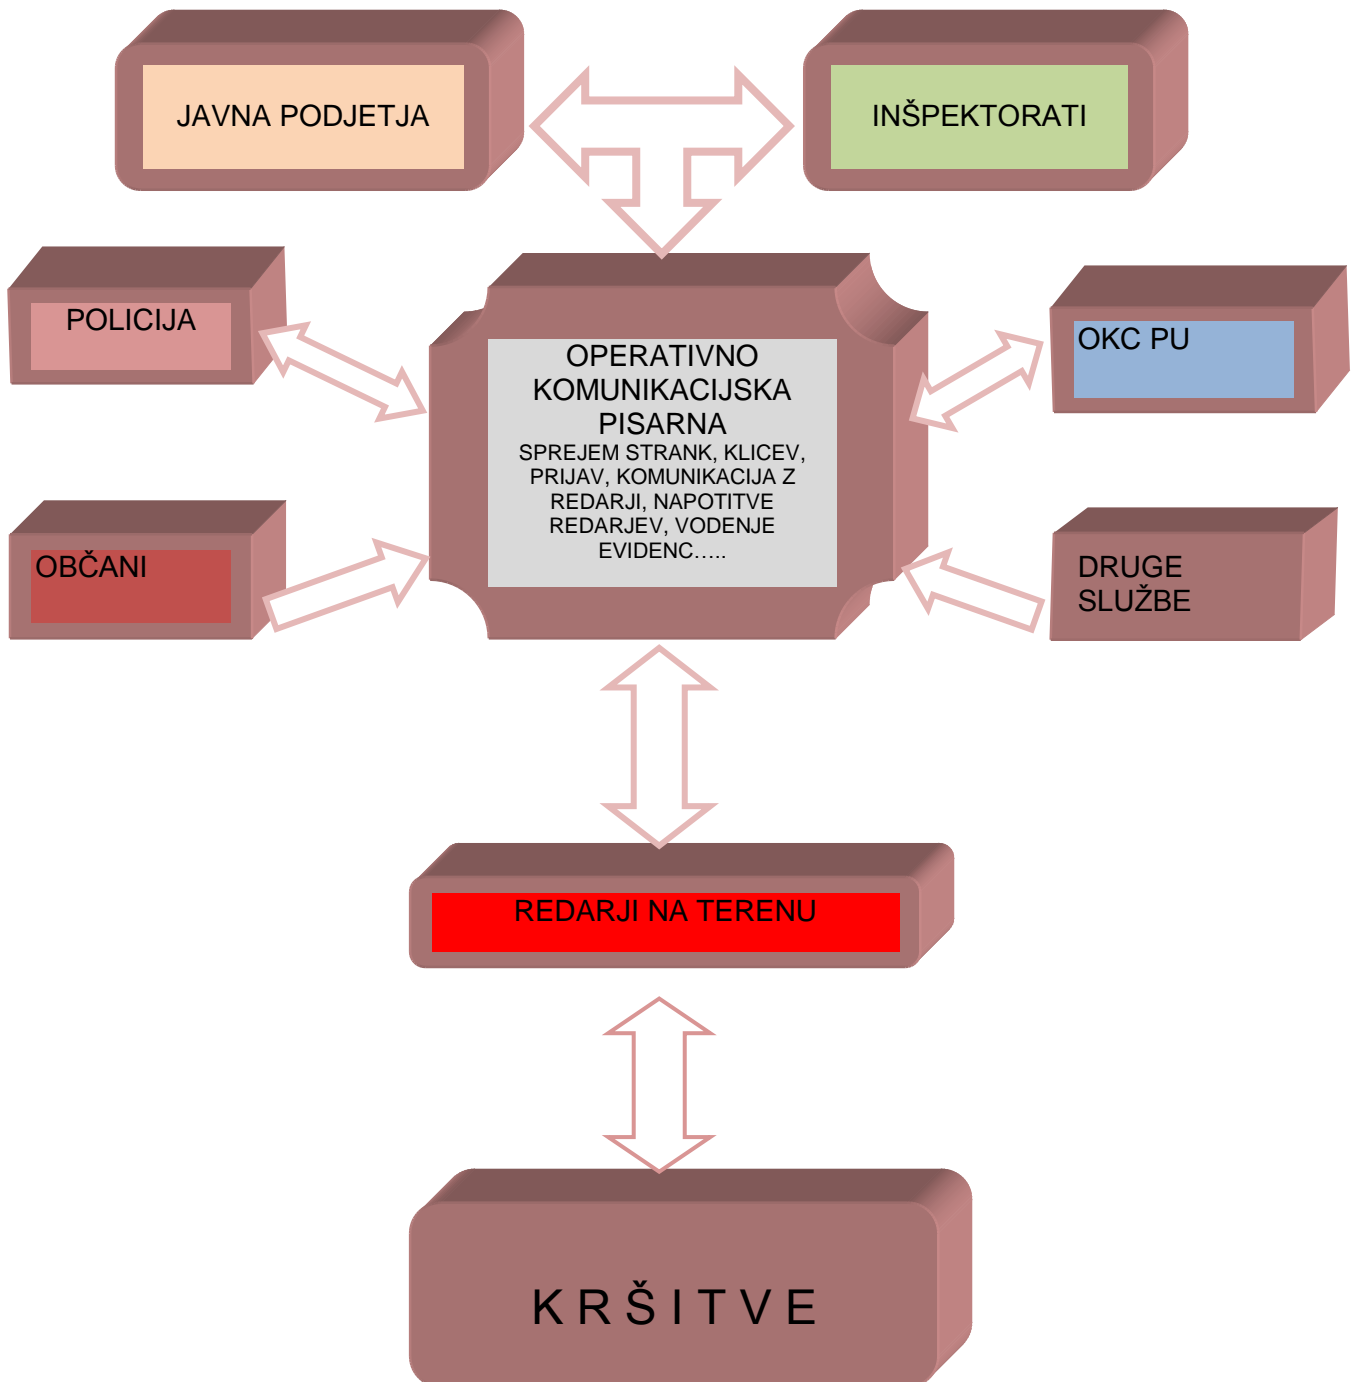 JAVNA PODJETJA
INŠPEKTORATI
POLICIJA
OPERATIVNO
KOMUNIKACIJSKA
PISARNA
SPREJEM STRANK, KLICEV,
PRIJAV, KOMUNIKACIJA Z
REDARJI, NAPOTITVE
REDARJEV, VODENJE
EVIDENC…..
OKC PU
OBČANI
DRUGE
SLUŽBE
REDARJI NA TERENU
K R Š I T V E